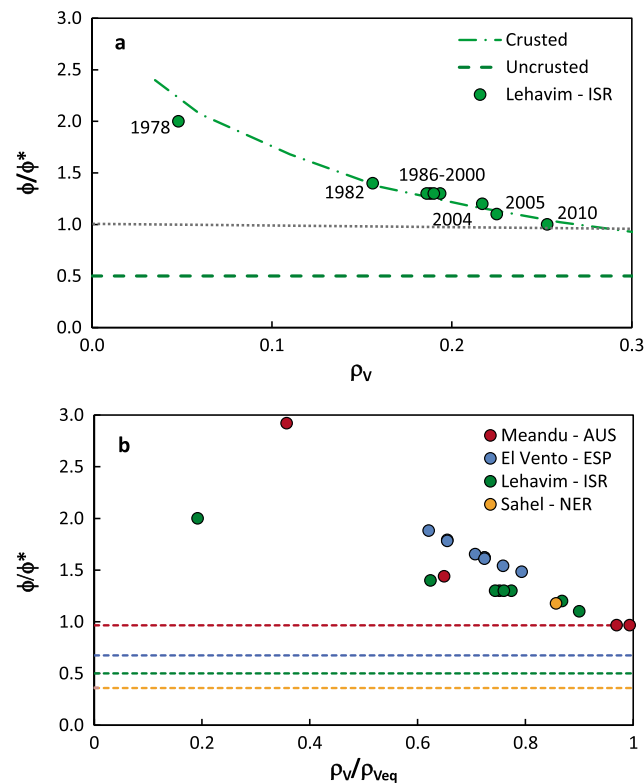 a
3.0
2.5
2.0
1.5
1.0
0.5
0.0
ϕ/ϕ*
Crusted
Uncrusted
Lehavim - ISR
1978
1982
1986-2000
2004
2005
2010
0.0
0.1
0.2
0.3
ρV
b
3.0
2.5
2.0
1.5
1.0
0.5
0.0
ϕ/ϕ*
Meandu - AUS
El Vento - ESP
Lehavim - ISR
Sahel - NER
0
0.2
0.4
0.6
0.8
1
ρV/ρVeq